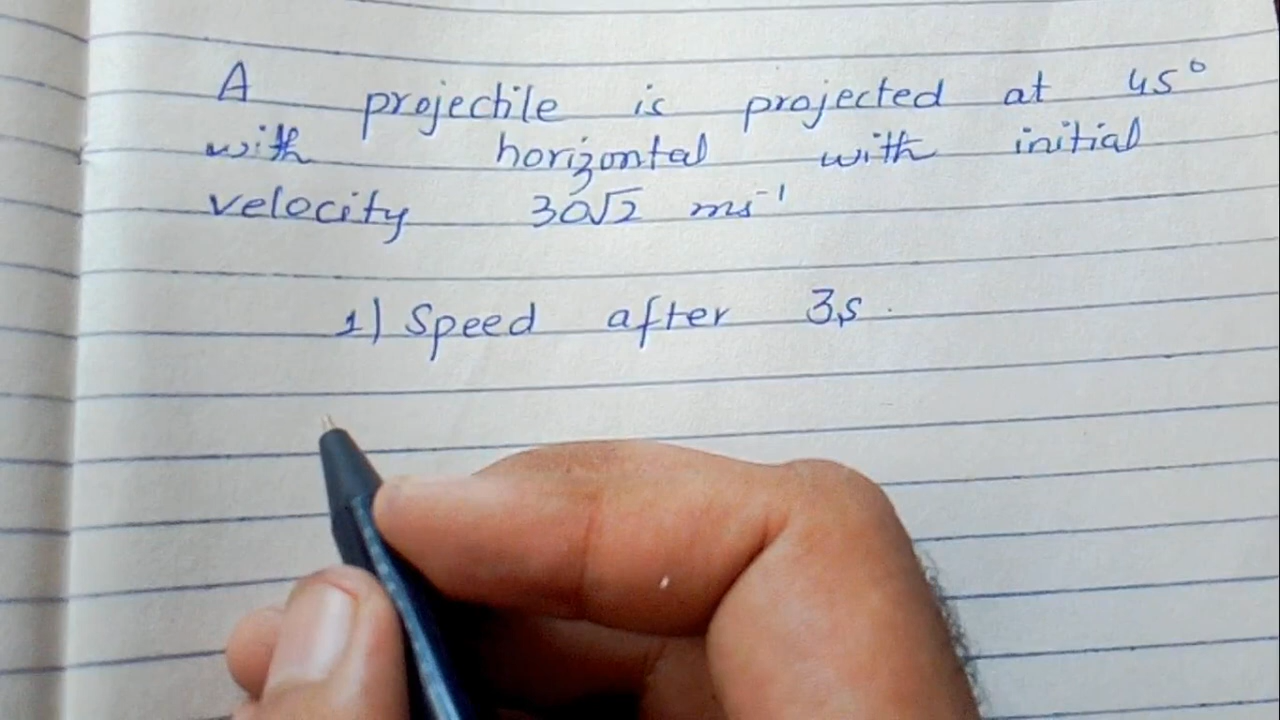 A projectile is projected at 45°
with horizontal with initial
velocity 30√2 ms⁻¹
1) Speed after 3s.